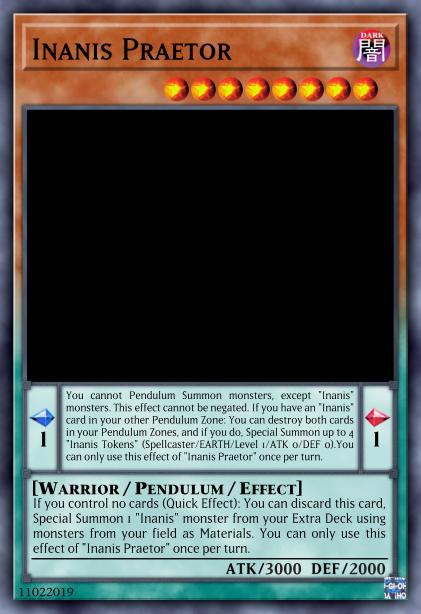 Inanis Praetor
DARK
闇
You cannot Pendulum Summon monsters, except "Inanis"
monsters. This effect cannot be negated. If you have an "Inanis"
card in your other Pendulum Zone: You can destroy both cards
in your Pendulum Zones, and if you do, Special Summon up to 4
"Inanis Tokens" (Spellcaster/EARTH/Level 1/ATK 0/DEF 0).You
can only use this effect of "Inanis Praetor" once per turn.
1
1
[Warrior / Pendulum / Effect]
If you control no cards (Quick Effect): You can discard this card,
Special Summon 1 "Inanis" monster from your Extra Deck using
monsters from your field as Materials. You can only use this
effect of "Inanis Praetor" once per turn.
ATK/3000 DEF/2000
11022019